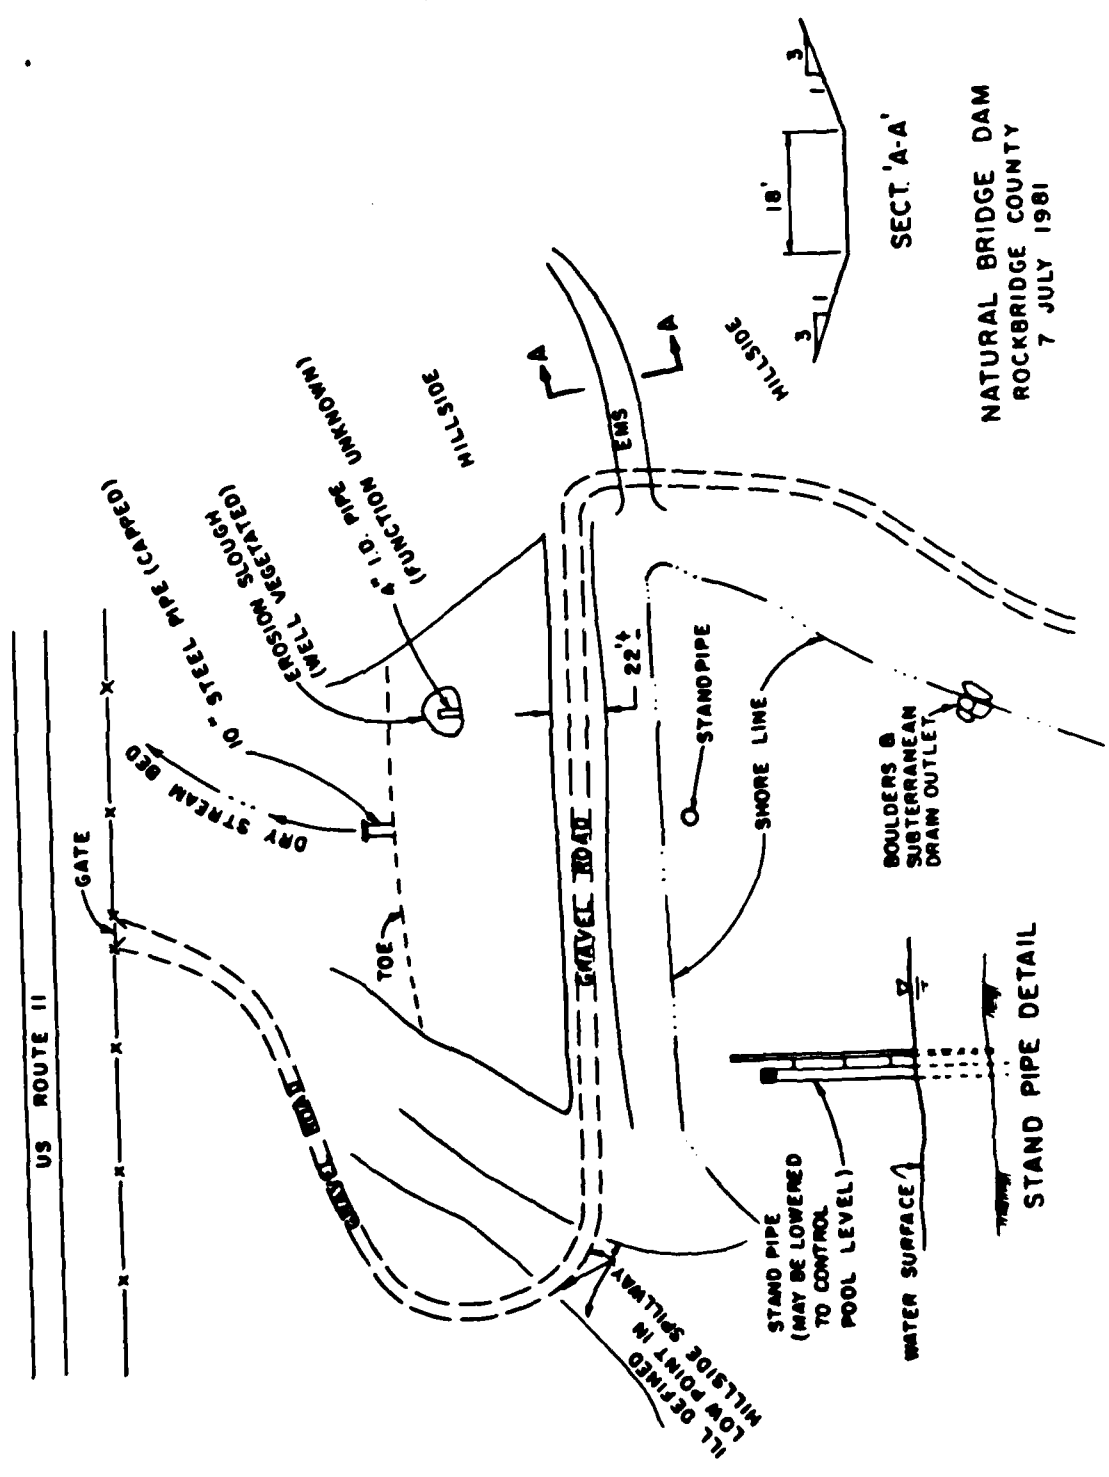 US ROUTE 11
GATE
GRAVEL ROAD
DRY STREAM BED
10" STEEL PIPE (CAPPED)
EROSION SLOUGH
(WELL VEGETATED)
4" I.D. PIPE
(FUNCTION UNKNOWN)
HILLSIDE
TOE
GRAVEL ROAD
22'±
EMS
A
A
HILLSIDE
ILL DEFINED
LOW POINT IN
HILLSIDE SPILLWAY
STANDPIPE
SHORE LINE
BOULDERS &
SUBTERRANEAN
DRAIN OUTLET
STAND PIPE
(MAY BE LOWERED
TO CONTROL
POOL LEVEL)
WATER SURFACE
STAND PIPE DETAIL
3
1
18'
1
3
SECT. 'A-A'
NATURAL BRIDGE DAM
ROCKBRIDGE COUNTY
7 JULY 1981